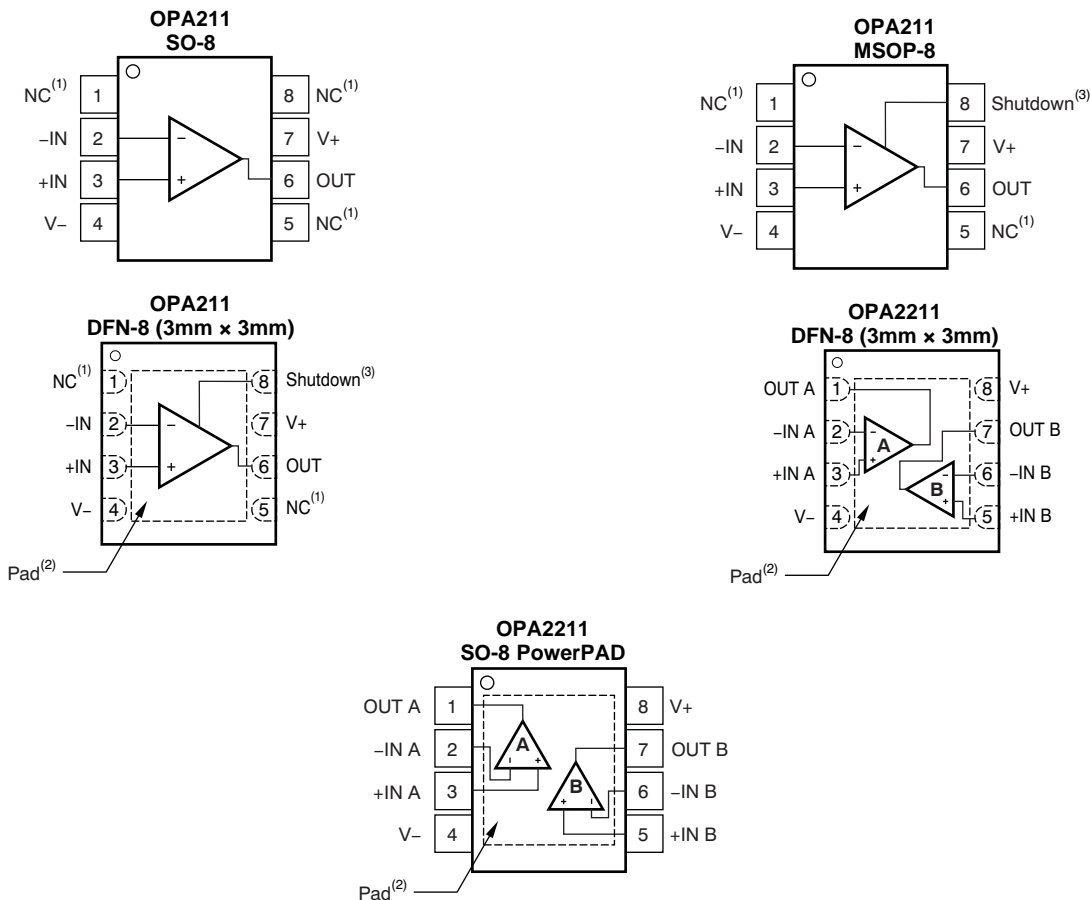 OPA211
SO-8
NC(1) 1 8 NC(1)
−IN 2 − 7 V+
+IN 3 + 6 OUT
V− 4 5 NC(1)
OPA211
MSOP-8
NC(1) 1 8 Shutdown(3)
−IN 2 − 7 V+
+IN 3 + 6 OUT
V− 4 5 NC(1)
OPA211
DFN-8 (3mm × 3mm)
NC(1) 1 8 Shutdown(3)
−IN 2 − 7 V+
+IN 3 + 6 OUT
V− 4 5 NC(1)
Pad(2)
OPA2211
DFN-8 (3mm × 3mm)
OUT A 1 8 V+
−IN A 2 − A 7 OUT B
+IN A 3 + B − 6 −IN B
V− 4 + 5 +IN B
Pad(2)
OPA2211
SO-8 PowerPAD
OUT A 1 8 V+
−IN A 2 A − + 7 OUT B
+IN A 3 B + − 6 −IN B
V− 4 5 +IN B
Pad(2)